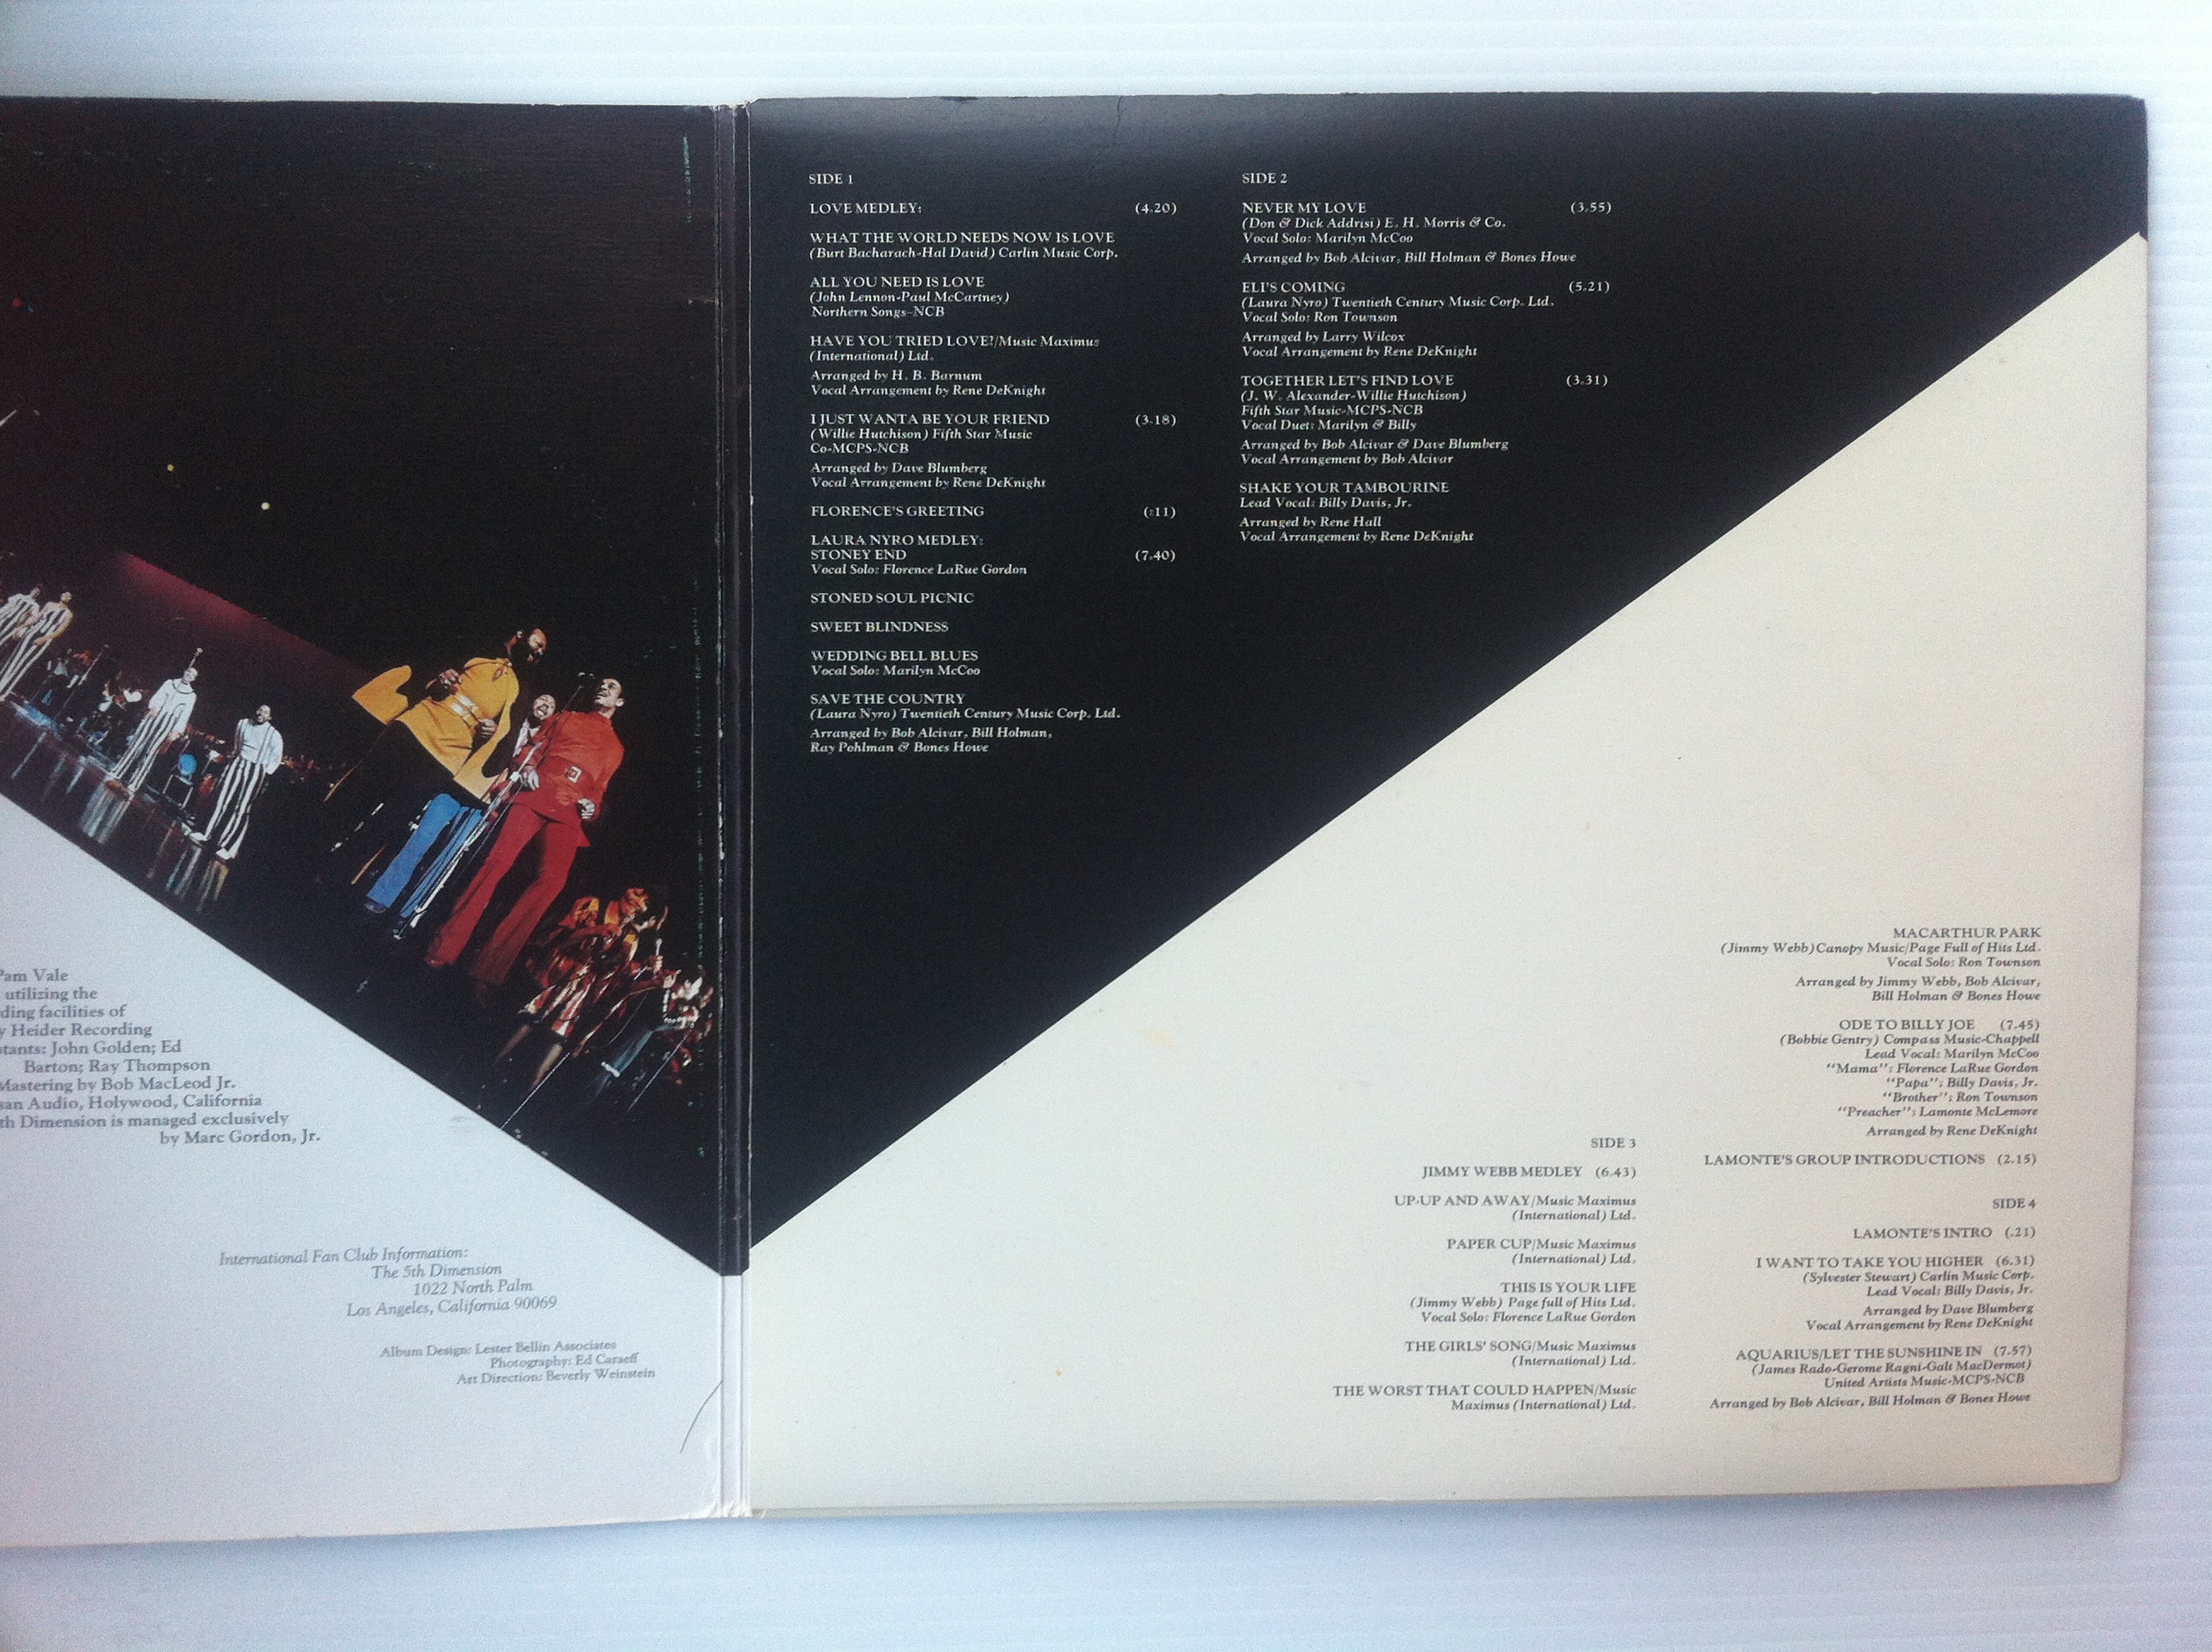 Pam Vale
utilizing the
ding facilities of
y Heider Recording
tants: John Golden; Ed
Barton; Ray Thompson
Mastering by Bob MacLeod Jr.
san Audio, Holywood, California
th Dimension is managed exclusively
by Marc Gordon, Jr.
International Fan Club Information:
The 5th Dimension
1022 North Palm
Los Angeles, California 90069
Album Design: Lester Bellin Associates
Photography: Ed Caraeff
Art Direction: Beverly Weinstein
SIDE 1
LOVE MEDLEY: (4.20)
WHAT THE WORLD NEEDS NOW IS LOVE
(Burt Bacharach-Hal David) Carlin Music Corp.
ALL YOU NEED IS LOVE
(John Lennon-Paul McCartney)
Northern Songs-NCB
HAVE YOU TRIED LOVE?/Music Maximus
(International) Ltd.
Arranged by H. B. Barnum
Vocal Arrangement by Rene DeKnight
I JUST WANTA BE YOUR FRIEND (3.18)
(Willie Hutchison) Fifth Star Music
Co-MCPS-NCB
Arranged by Dave Blumberg
Vocal Arrangement by Rene DeKnight
FLORENCE'S GREETING (:11)
LAURA NYRO MEDLEY:
STONEY END (7.40)
Vocal Solo: Florence LaRue Gordon
STONED SOUL PICNIC
SWEET BLINDNESS
WEDDING BELL BLUES
Vocal Solo: Marilyn McCoo
SAVE THE COUNTRY
(Laura Nyro) Twentieth Century Music Corp. Ltd.
Arranged by Bob Alcivar, Bill Holman,
Ray Pohlman & Bones Howe
SIDE 2
NEVER MY LOVE (3.55)
(Don & Dick Addrisi) E. H. Morris & Co.
Vocal Solo: Marilyn McCoo
Arranged by Bob Alcivar, Bill Holman & Bones Howe
ELI'S COMING (5.21)
(Laura Nyro) Twentieth Century Music Corp. Ltd.
Vocal Solo: Ron Townson
Arranged by Larry Wilcox
Vocal Arrangement by Rene DeKnight
TOGETHER LET'S FIND LOVE (3.31)
(J. W. Alexander-Willie Hutchison)
Fifth Star Music-MCPS-NCB
Vocal Duet: Marilyn & Billy
Arranged by Bob Alcivar & Dave Blumberg
Vocal Arrangement by Bob Alcivar
SHAKE YOUR TAMBOURINE
Lead Vocal: Billy Davis, Jr.
Arranged by Rene Hall
Vocal Arrangement by Rene DeKnight
SIDE 3
JIMMY WEBB MEDLEY (6.43)
UP-UP AND AWAY/Music Maximus
(International) Ltd.
PAPER CUP/Music Maximus
(International) Ltd.
THIS IS YOUR LIFE
(Jimmy Webb) Page full of Hits Ltd.
Vocal Solo: Florence LaRue Gordon
THE GIRLS' SONG/Music Maximus
(International) Ltd.
THE WORST THAT COULD HAPPEN/Music
Maximus (International) Ltd.
MACARTHUR PARK
(Jimmy Webb)Canopy Music/Page Full of Hits Ltd.
Vocal Solo: Ron Townson
Arranged by Jimmy Webb, Bob Alcivar,
Bill Holman & Bones Howe
ODE TO BILLY JOE (7.45)
(Bobbie Gentry) Compass Music-Chappell
Lead Vocal: Marilyn McCoo
"Mama": Florence LaRue Gordon
"Papa": Billy Davis, Jr.
"Brother": Ron Townson
"Preacher": Lamonte McLemore
Arranged by Rene DeKnight
LAMONTE'S GROUP INTRODUCTIONS (2.15)
SIDE 4
LAMONTE'S INTRO (.21)
I WANT TO TAKE YOU HIGHER (6.31)
(Sylvester Stewart) Carlin Music Corp.
Lead Vocal: Billy Davis, Jr.
Arranged by Dave Blumberg
Vocal Arrangement by Rene DeKnight
AQUARIUS/LET THE SUNSHINE IN (7.57)
(James Rado-Gerome Ragni-Galt MacDermot)
United Artists Music-MCPS-NCB
Arranged by Bob Alcivar, Bill Holman & Bones Howe